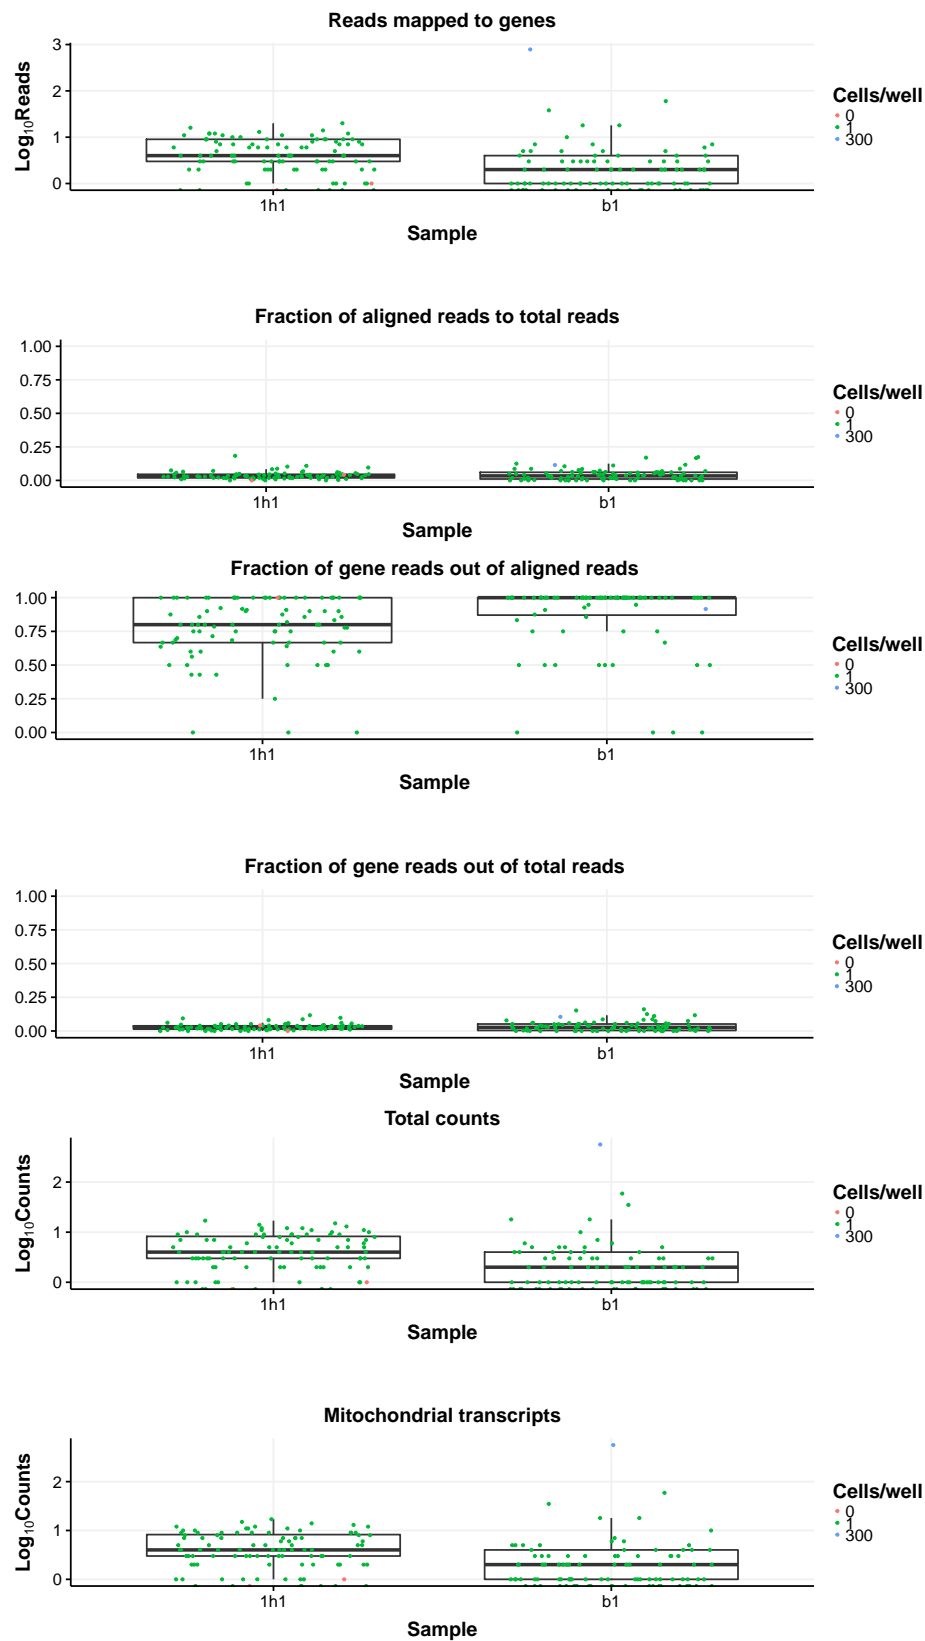 Reads mapped to genes
3
2
1
0
Log10Reads
1h1
b1
Sample
Cells/well
0
1
300
Fraction of aligned reads to total reads
1.00
0.75
0.50
0.25
0.00
1h1
b1
Sample
Cells/well
0
1
300
Fraction of gene reads out of aligned reads
1.00
0.75
0.50
0.25
0.00
1h1
b1
Sample
Cells/well
0
1
300
Fraction of gene reads out of total reads
1.00
0.75
0.50
0.25
0.00
1h1
b1
Sample
Cells/well
0
1
300
Total counts
2
1
0
Log10Counts
1h1
b1
Sample
Cells/well
0
1
300
Mitochondrial transcripts
2
1
0
Log10Counts
1h1
b1
Sample
Cells/well
0
1
300